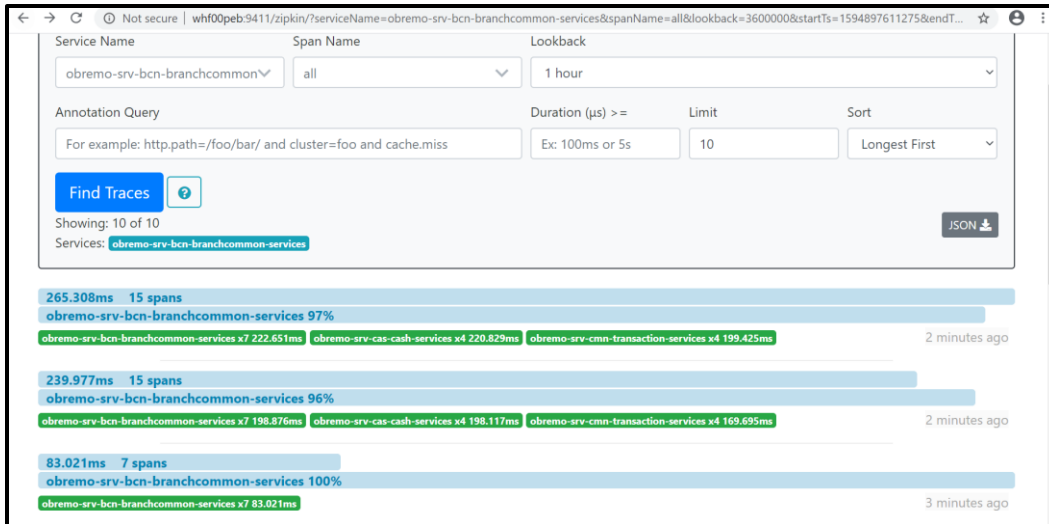 Not secure | whf00peb:9411/zipkin/?serviceName=obremo-srv-bcn-branchcommon-services&spanName=all&lookback=3600000&startTs=1594897611275&endT...
Service Name Span Name Lookback
obremo-srv-bcn-branchcommon all 1 hour
Annotation Query Duration (μs) >= Limit Sort
For example: http.path=/foo/bar/ and cluster=foo and cache.miss Ex: 100ms or 5s 10 Longest First
Find Traces ?
Showing: 10 of 10
JSON
Services: obremo-srv-bcn-branchcommon-services
265.308ms 15 spans
obremo-srv-bcn-branchcommon-services 97%
obremo-srv-bcn-branchcommon-services x7 222.651ms obremo-srv-cas-cash-services x4 220.829ms obremo-srv-cmn-transaction-services x4 199.425ms 2 minutes ago
239.977ms 15 spans
obremo-srv-bcn-branchcommon-services 96%
obremo-srv-bcn-branchcommon-services x7 198.876ms obremo-srv-cas-cash-services x4 198.117ms obremo-srv-cmn-transaction-services x4 169.695ms 2 minutes ago
83.021ms 7 spans
obremo-srv-bcn-branchcommon-services 100%
obremo-srv-bcn-branchcommon-services x7 83.021ms 3 minutes ago